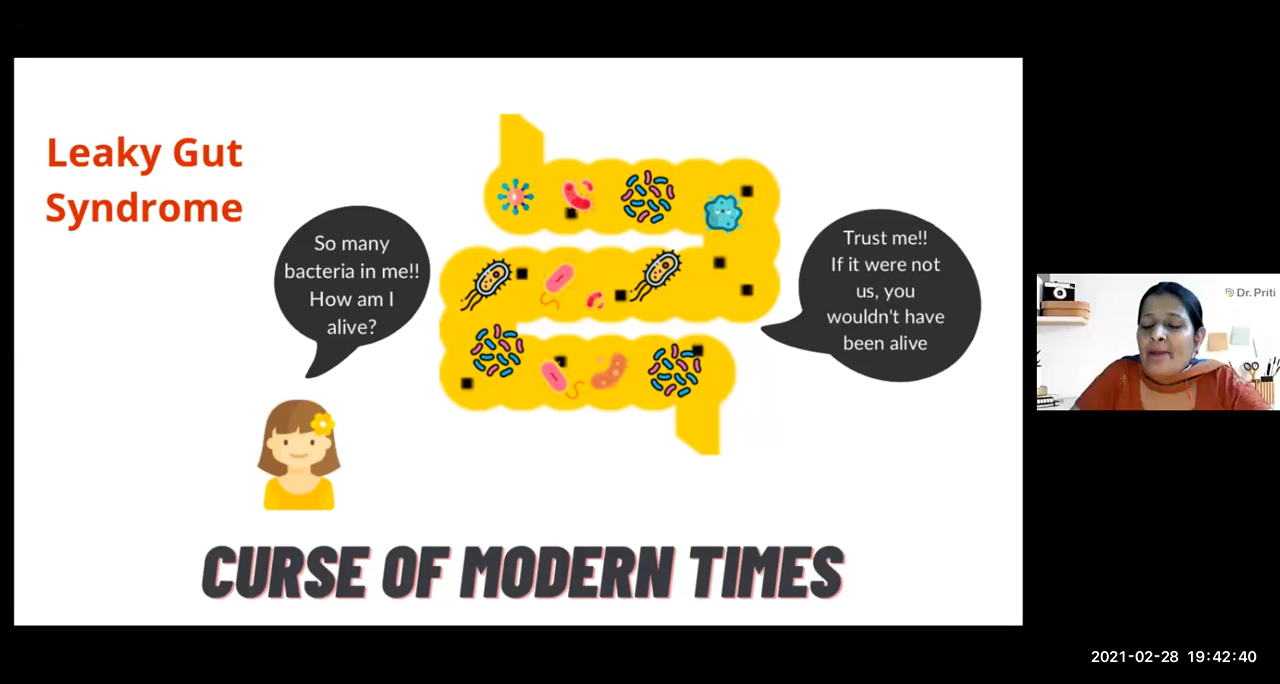 Leaky Gut
Syndrome
So many
bacteria in me!!
How am I
alive?
Trust me!!
If it were not
us, you
wouldn't have
been alive
Dr. Priti
CURSE OF MODERN TIMES
2021-02-28 19:42:40